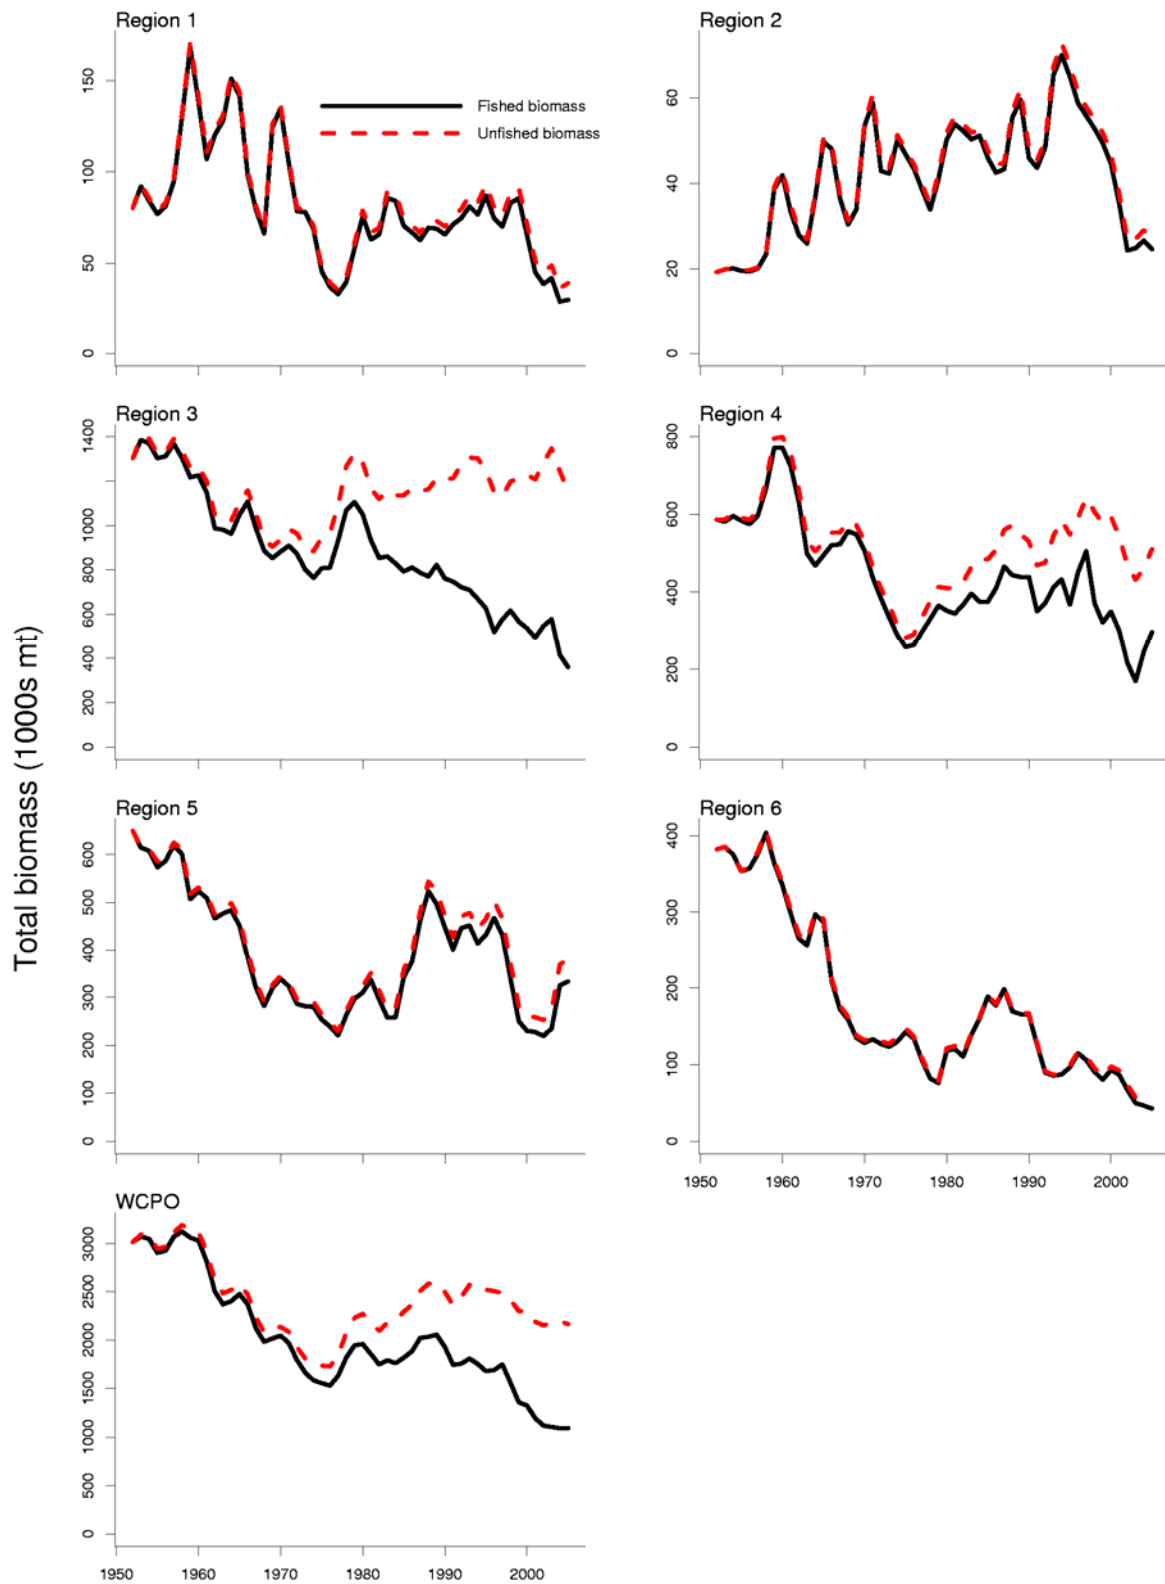 Total biomass (1000s mt)
Region 1
0 50 100 150
Fished biomass
Unfished biomass
Region 2
0 20 40 60
Region 3
0 200 400 600 800 1000 1400
Region 4
0 200 400 600 800
Region 5
0 100 200 300 400 500 600
Region 6
0 100 200 300 400
1950 1960 1970 1980 1990 2000
WCPO
0 500 1000 1500 2000 2500 3000
1950 1960 1970 1980 1990 2000